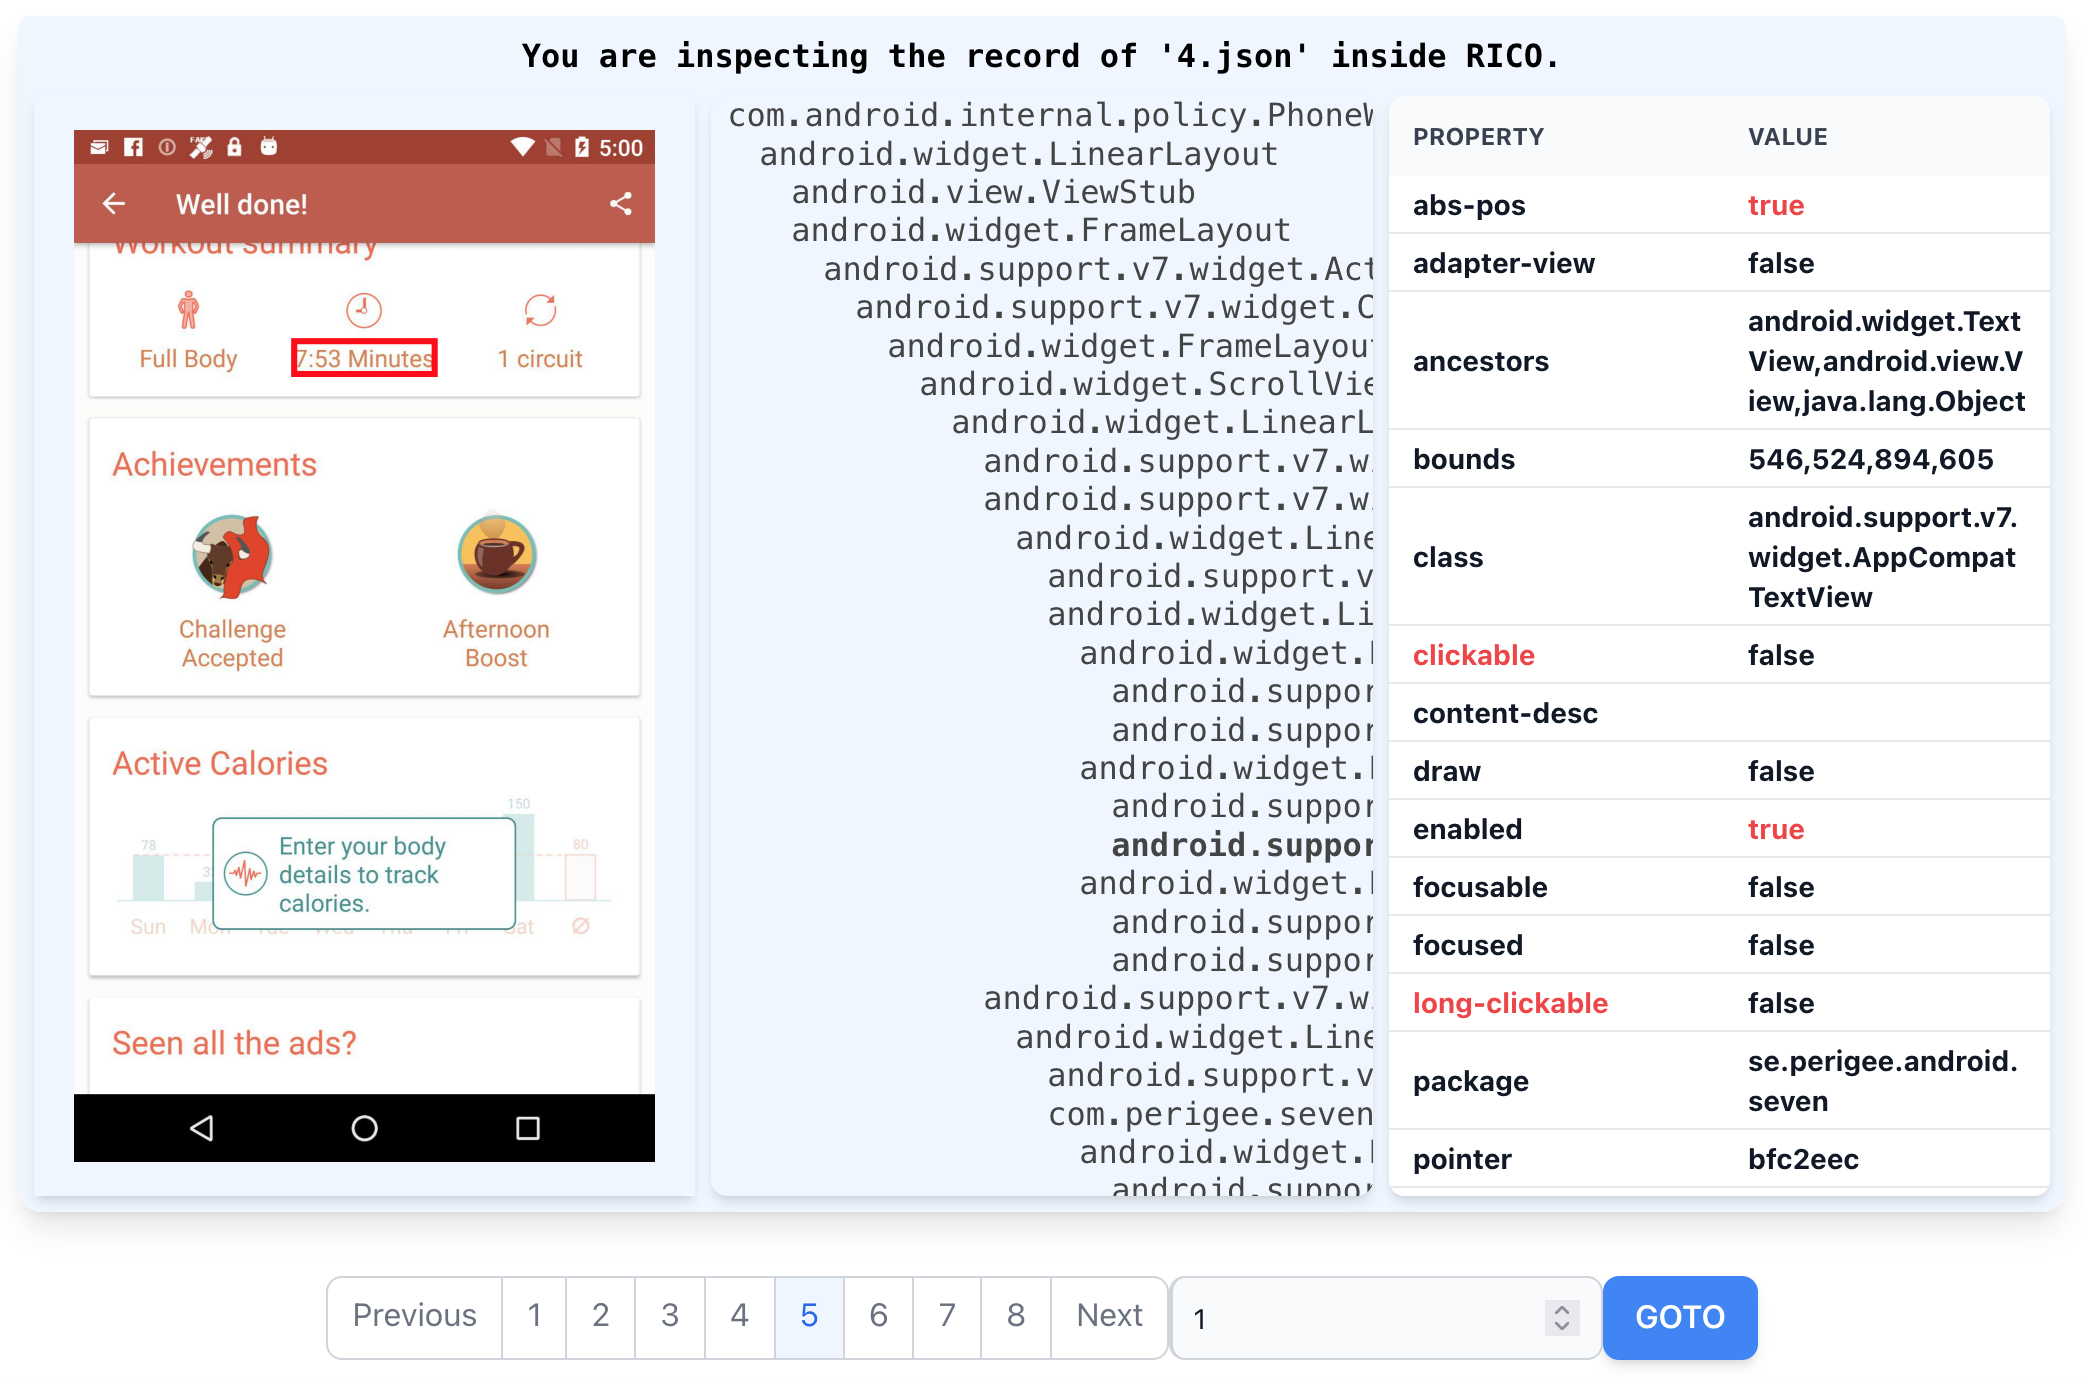 You are inspecting the record of '4.json' inside RICO.
5:00
Well done!
Workout summary
Full Body
7:53 Minutes
1 circuit
Achievements
Challenge
Accepted
Afternoon
Boost
Active Calories
150
78
80
Enter your body
details to track
calories.
Sun
Ø
Seen all the ads?
com.android.internal.policy.PhoneW
android.widget.LinearLayout
android.view.ViewStub
android.widget.FrameLayout
android.support.v7.widget.Act
android.support.v7.widget.C
android.widget.FrameLayou
android.widget.ScrollVie
android.widget.LinearL
android.support.v7.w
android.support.v7.w
android.widget.Line
android.support.v
android.widget.Li
android.widget.
android.suppor
android.suppor
android.widget.
android.suppor
android.suppor
android.widget.
android.suppor
android.suppor
android.support.v7.w
android.widget.Line
android.support.v
com.perigee.seven
android.widget.
android.suppor
PROPERTY VALUE
abs-pos true
adapter-view false
ancestors android.widget.Text
View,android.view.V
iew,java.lang.Object
bounds 546,524,894,605
class android.support.v7.
widget.AppCompat
TextView
clickable false
content-desc
draw false
enabled true
focusable false
focused false
long-clickable false
package se.perigee.android.
seven
pointer bfc2eec
Previous 1 2 3 4 5 6 7 8 Next 1 GOTO